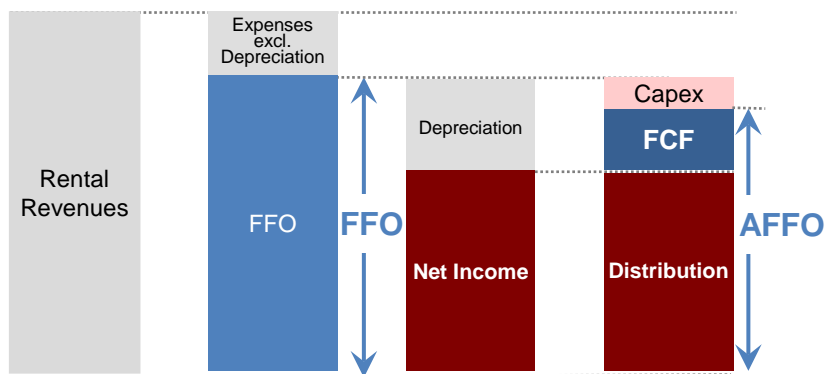 Rental
Revenues
Expenses
excl.
Depreciation
FFO
FFO
Depreciation
Net Income
Capex
FCF
Distribution
AFFO